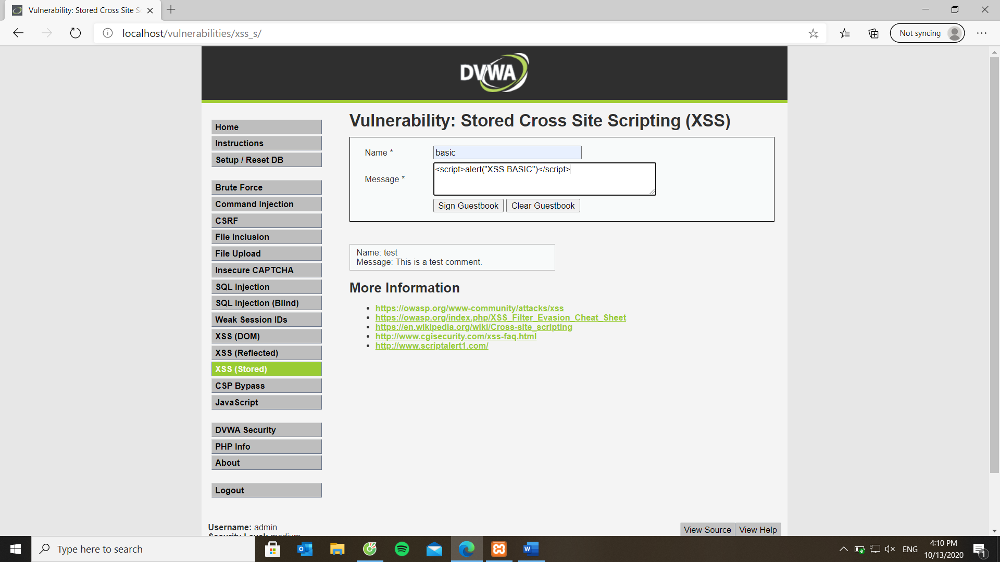 Vulnerability: Stored Cross Site S
localhost/vulnerabilities/xss_s/
Not syncing
DVWA
Home
Instructions
Setup / Reset DB
Brute Force
Command Injection
CSRF
File Inclusion
File Upload
Insecure CAPTCHA
SQL Injection
SQL Injection (Blind)
Weak Session IDs
XSS (DOM)
XSS (Reflected)
XSS (Stored)
CSP Bypass
JavaScript
DVWA Security
PHP Info
About
Logout
Vulnerability: Stored Cross Site Scripting (XSS)
Name * basic
Message * <script>alert("XSS BASIC")</script>
Sign Guestbook Clear Guestbook
Name: test
Message: This is a test comment.
More Information
https://owasp.org/www-community/attacks/xss
https://owasp.org/index.php/XSS_Filter_Evasion_Cheat_Sheet
https://en.wikipedia.org/wiki/Cross-site_scripting
http://www.cgisecurity.com/xss-faq.html
http://www.scriptalert1.com/
Username: admin
Security Level: medium
View Source View Help
Type here to search
ENG
4:10 PM
10/13/2020
1